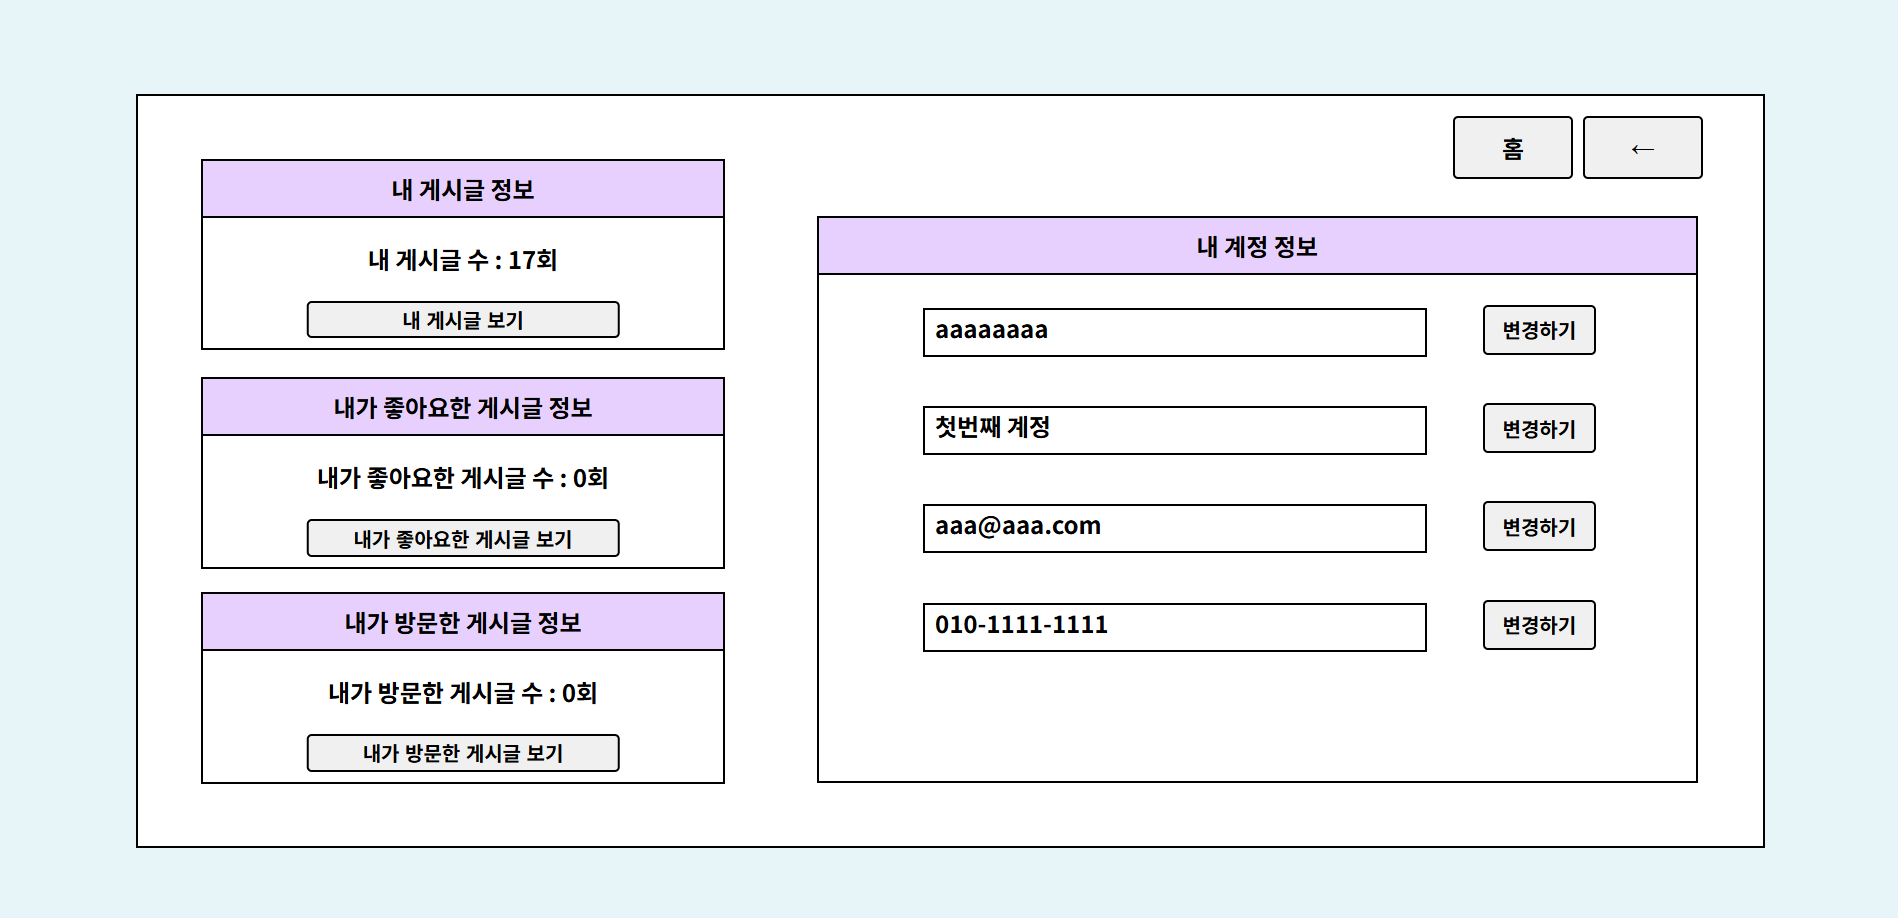 홈
←
내 게시글 정보
내 게시글 수 : 17회
내 게시글 보기
내가 좋아요한 게시글 정보
내가 좋아요한 게시글 수 : 0회
내가 좋아요한 게시글 보기
내가 방문한 게시글 정보
내가 방문한 게시글 수 : 0회
내가 방문한 게시글 보기
내 계정 정보
aaaaaaaa 변경하기
첫번째 계정 변경하기
aaa@aaa.com 변경하기
010-1111-1111 변경하기